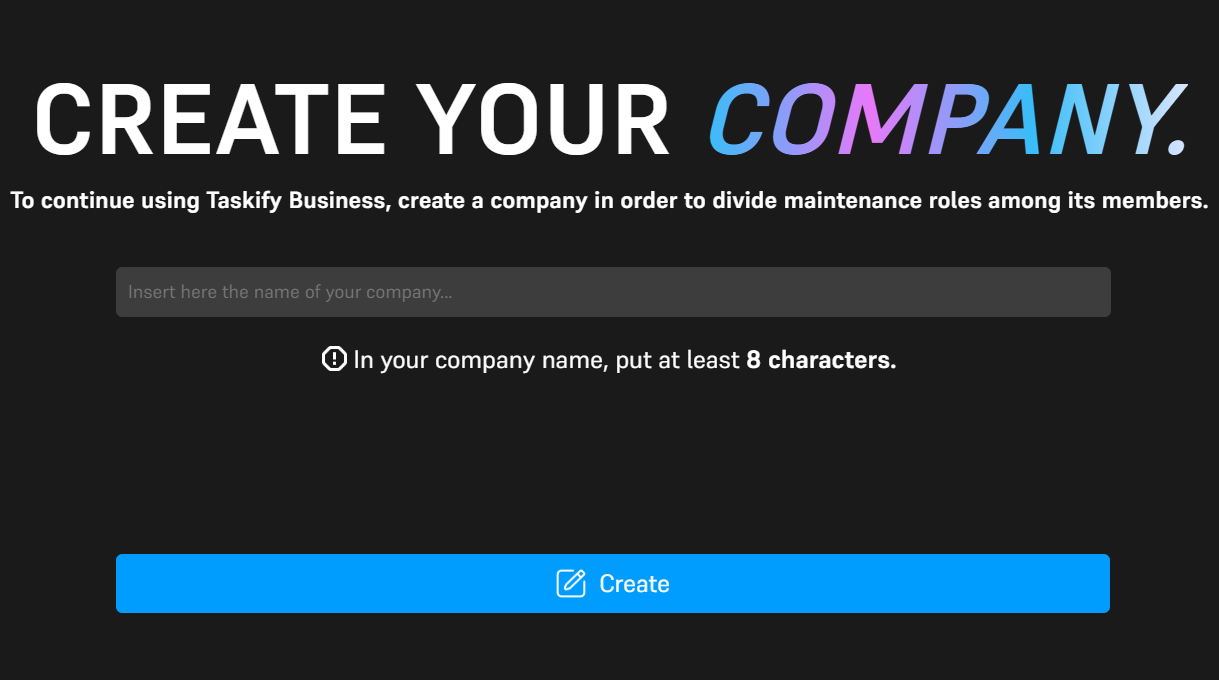 CREATE YOUR COMPANY.
To continue using Taskify Business, create a company in order to divide maintenance roles among its members.
Insert here the name of your company...
In your company name, put at least 8 characters.
Create